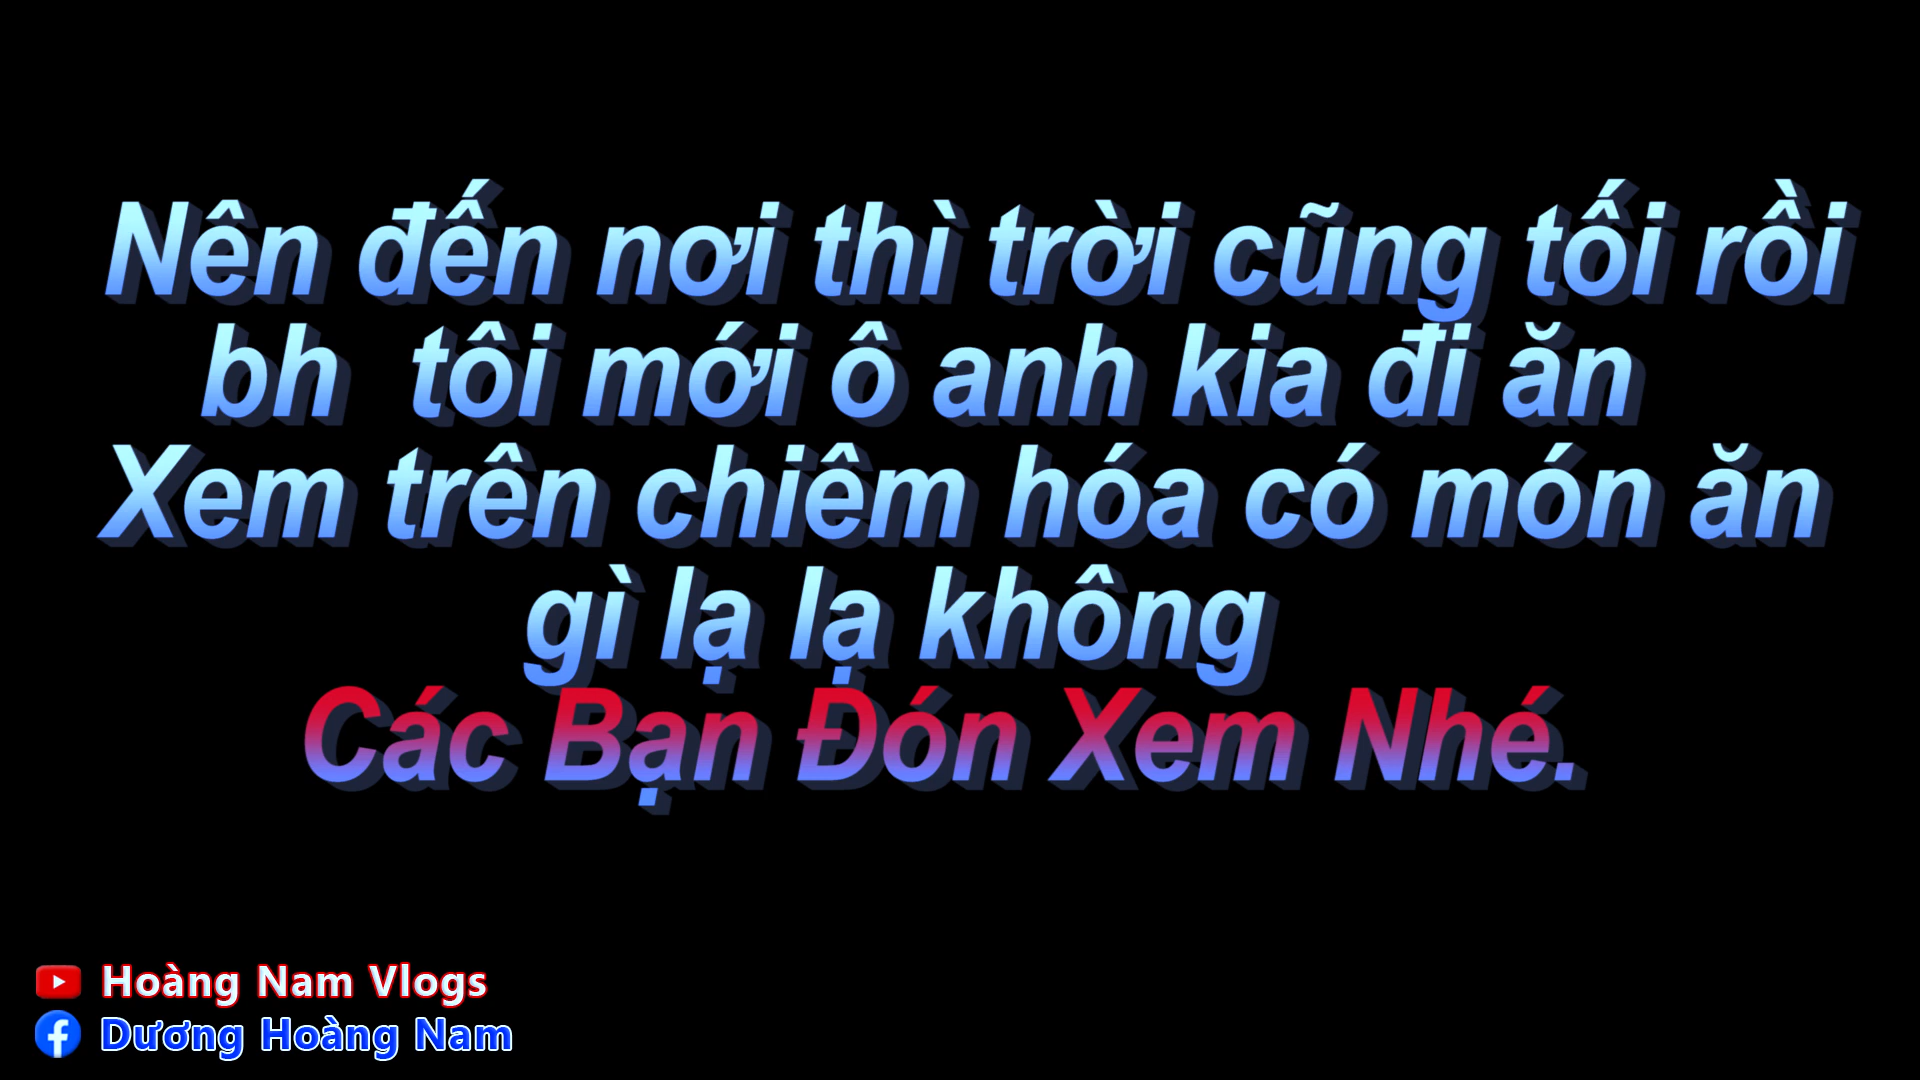 Nên đến nơi thì trời cũng tối rồi
bh tôi mới ô anh kia đi ăn
Xem trên chiêm hóa có món ăn
gì lạ lạ không
Các Bạn Đón Xem Nhé.
Hoàng Nam Vlogs
Dương Hoàng Nam